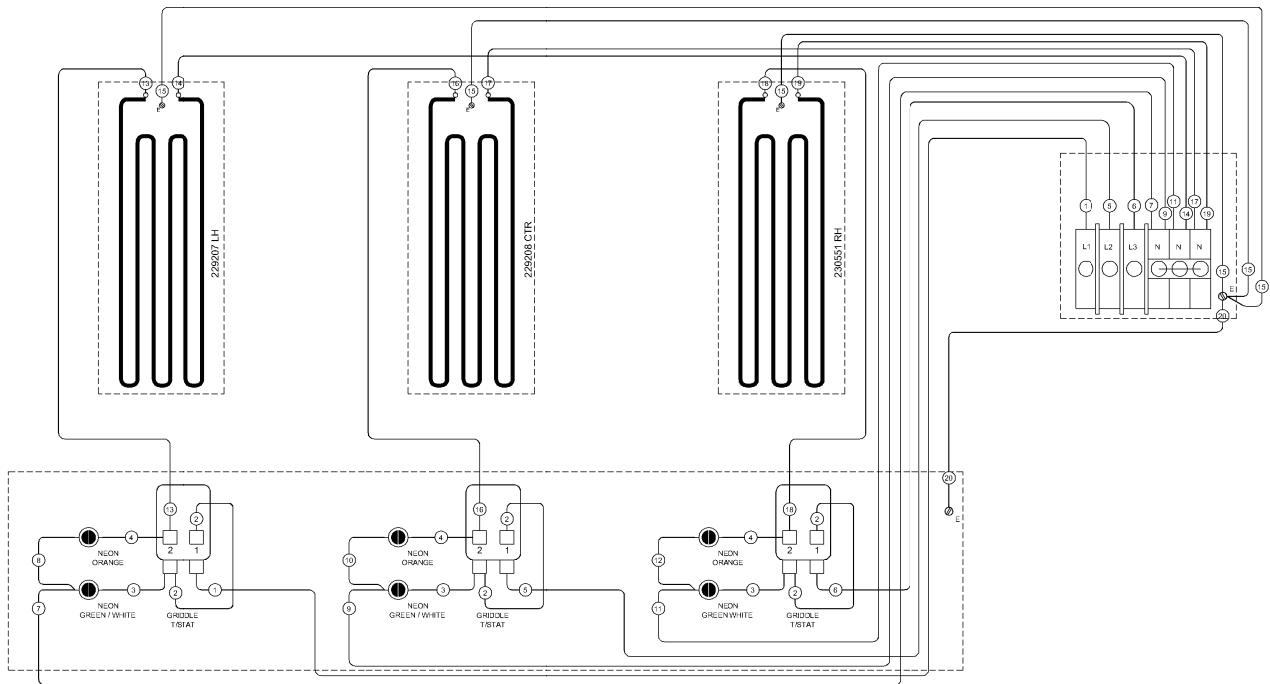 13
15
14
E
16
15
17
E
18
15
19
E
229207 LH
229208 CTR
230551 RH
1
5
6
7
9
11
14
17
19
L1
L2
L3
N
N
N
15
15
15
E
20
20
E
13
2
2
1
4
NEON
ORANGE
8
3
2
1
7
NEON
GREEN / WHITE
GRIDDLE
T/STAT
16
2
2
1
4
NEON
ORANGE
10
3
2
5
9
NEON
GREEN / WHITE
GRIDDLE
T/STAT
18
2
2
1
4
NEON
ORANGE
12
3
2
6
11
NEON
GREEN WHITE
GRIDDLE
T/STAT